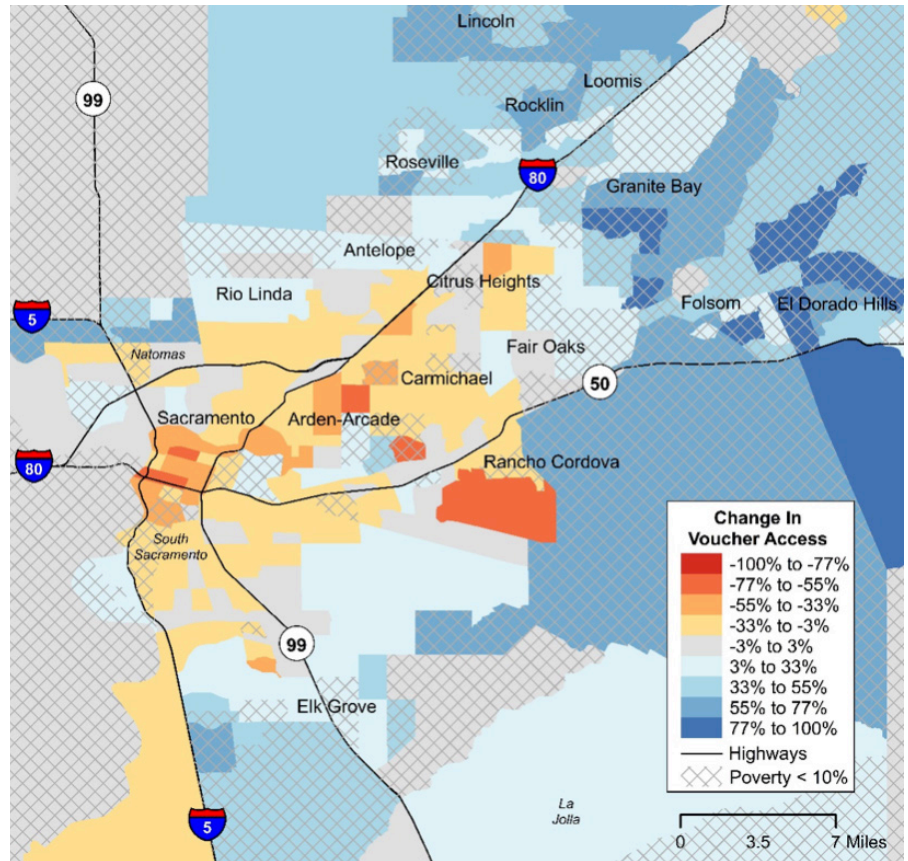 Lincoln
Loomis
99
Rocklin
Roseville
80
Granite Bay
Antelope
Citrus Heights
Rio Linda
Folsom
El Dorado Hills
5
Natomas
Fair Oaks
50
Carmichael
Sacramento
Arden-Arcade
80
Rancho Cordova
South
Sacramento
99
Elk Grove
La
Jolla
5
Change In
Voucher Access
-100% to -77%
-77% to -55%
-55% to -33%
-33% to -3%
-3% to 3%
3% to 33%
33% to 55%
55% to 77%
77% to 100%
Highways
Poverty < 10%
0 3.5 7 Miles